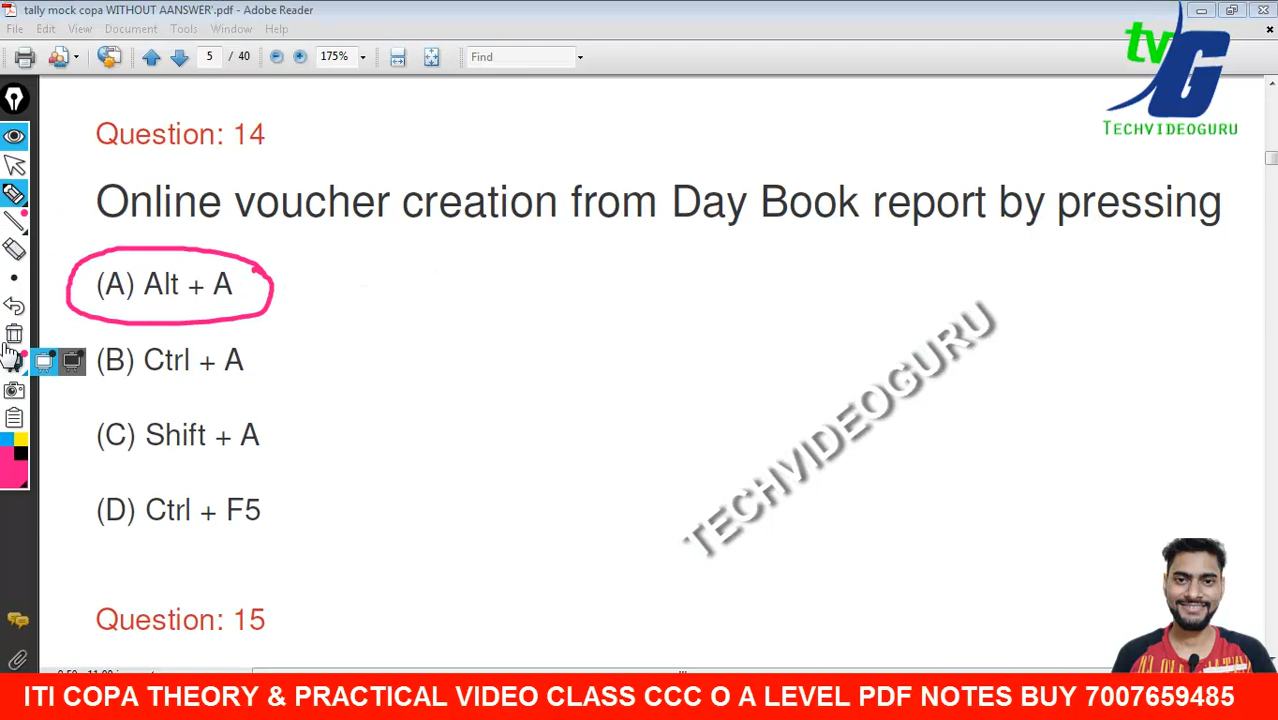 tally mock copa WITHOUT AANSWER'.pdf - Adobe Reader
File Edit View Document Tools Window Help
5 / 40 175% Find
tvG
TECHVIDEOGURU
Question: 14
Online voucher creation from Day Book report by pressing
(A) Alt + A
(B) Ctrl + A
(C) Shift + A
(D) Ctrl + F5
TECHVIDEOGURU
Question: 15
ITI COPA THEORY & PRACTICAL VIDEO CLASS CCC O A LEVEL PDF NOTES BUY 7007659485